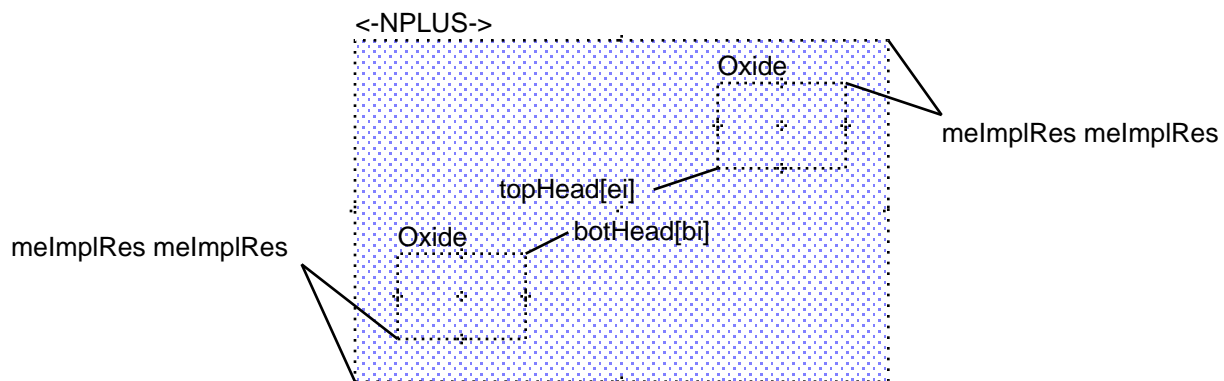 <-NPLUS->
Oxide
meImplRes meImplRes
topHead[ei]
botHead[bi]
Oxide
meImplRes meImplRes